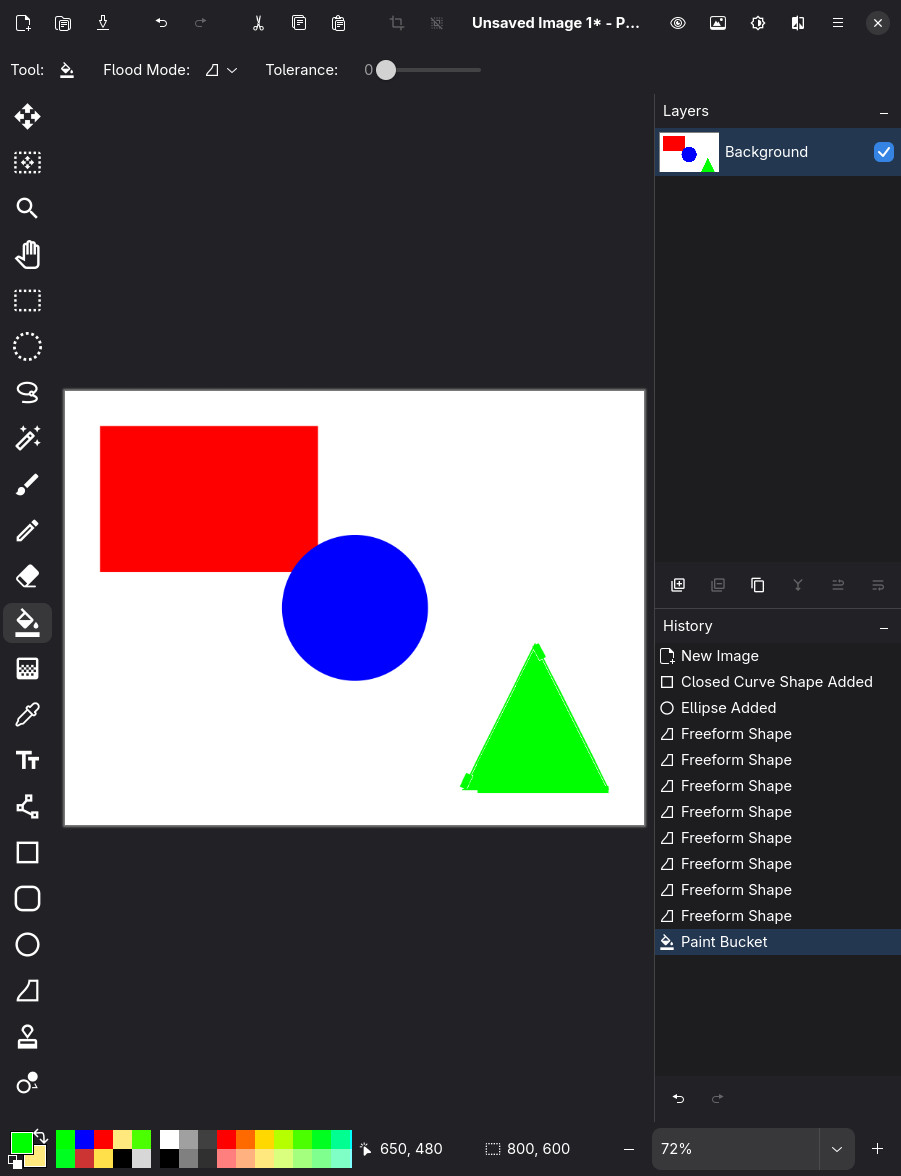 Unsaved Image 1* - P...
Tool:
Flood Mode:
Tolerance:
0
Layers
Background
History
New Image
Closed Curve Shape Added
Ellipse Added
Freeform Shape
Freeform Shape
Freeform Shape
Freeform Shape
Freeform Shape
Freeform Shape
Freeform Shape
Freeform Shape
Paint Bucket
650, 480
800, 600
72%